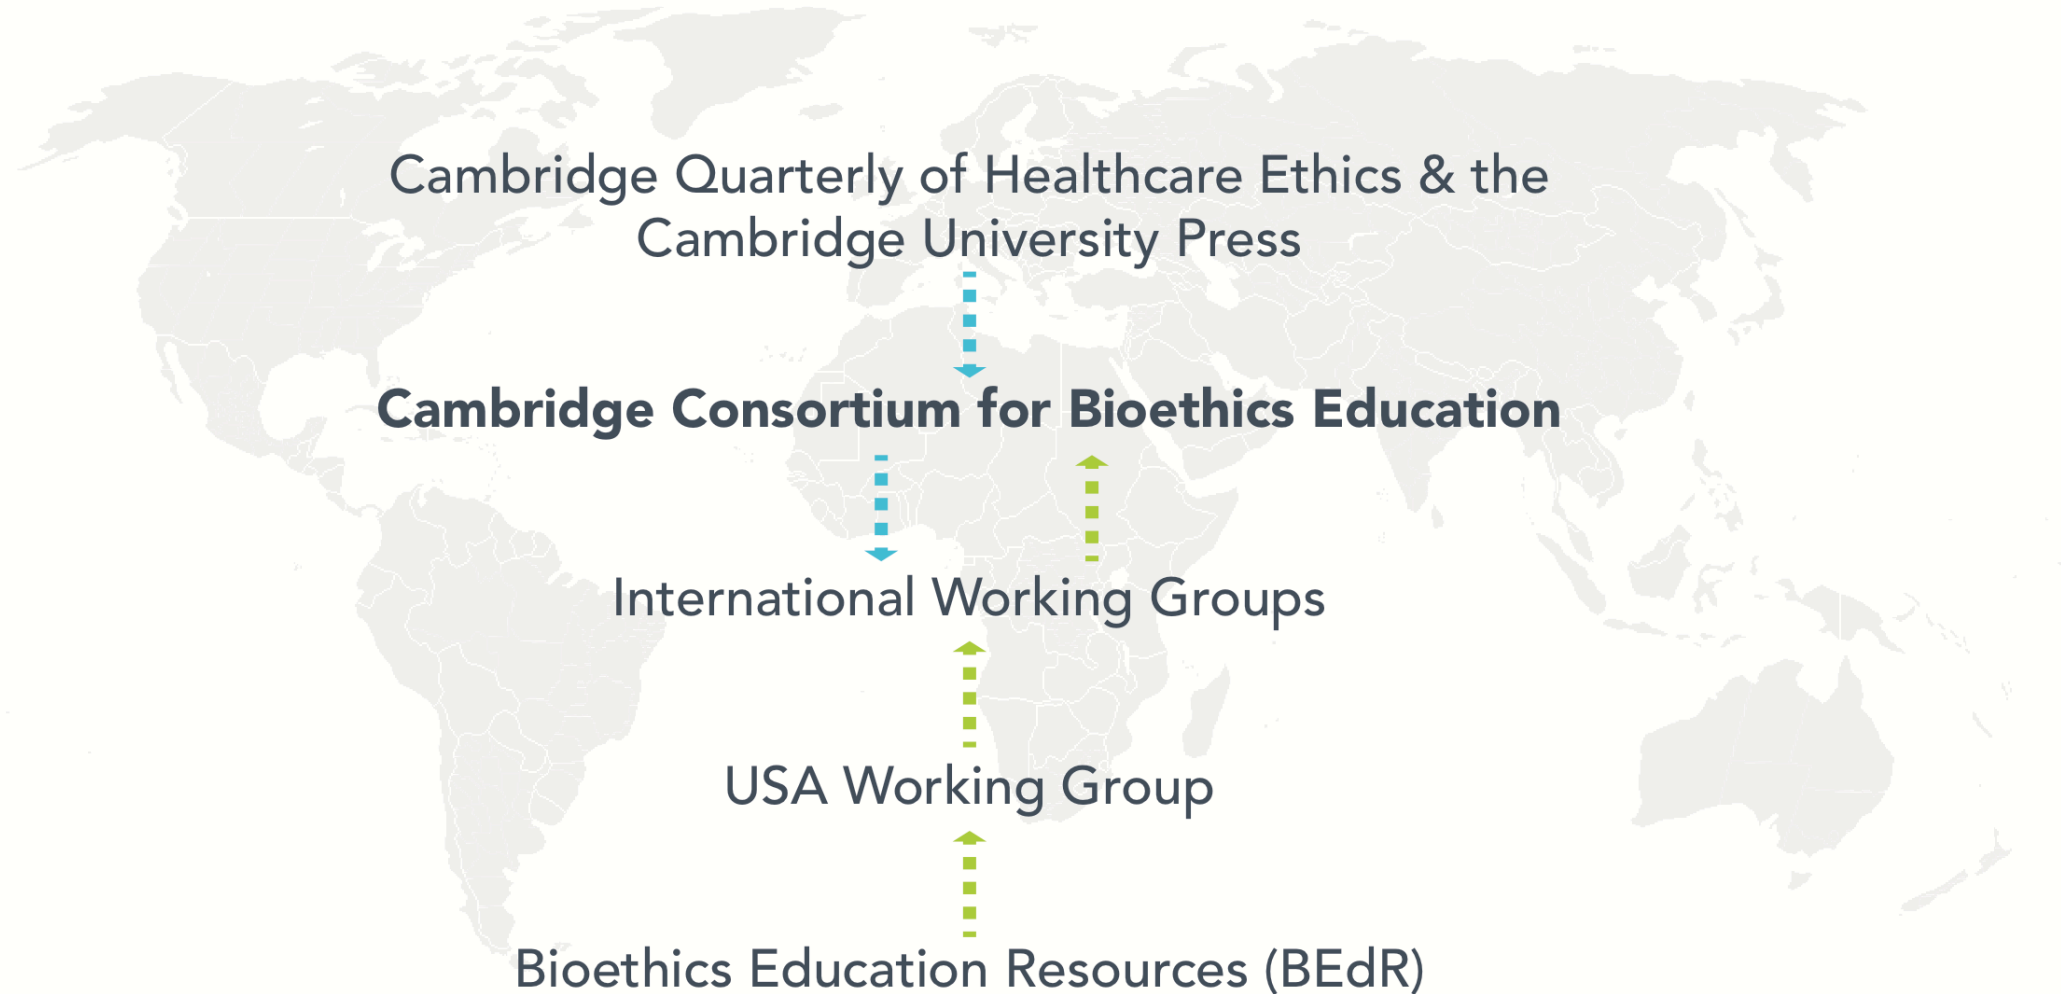 Cambridge Quarterly of Healthcare Ethics & the
Cambridge University Press
Cambridge Consortium for Bioethics Education
International Working Groups
USA Working Group
Bioethics Education Resources (BEdR)